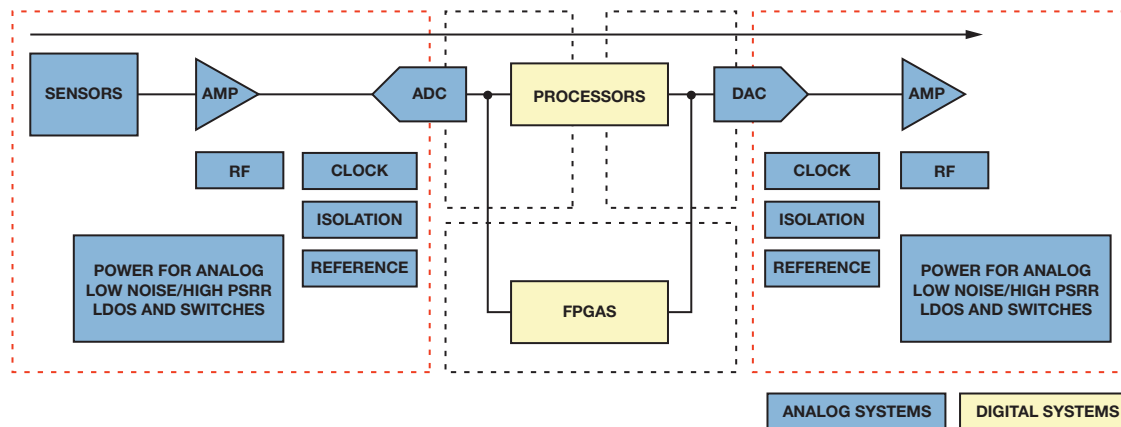 SENSORS
AMP
ADC
PROCESSORS
DAC
AMP
RF
CLOCK
CLOCK
RF
ISOLATION
ISOLATION
REFERENCE
REFERENCE
POWER FOR ANALOG
LOW NOISE/HIGH PSRR
LDOS AND SWITCHES
FPGAS
POWER FOR ANALOG
LOW NOISE/HIGH PSRR
LDOS AND SWITCHES
ANALOG SYSTEMS
DIGITAL SYSTEMS